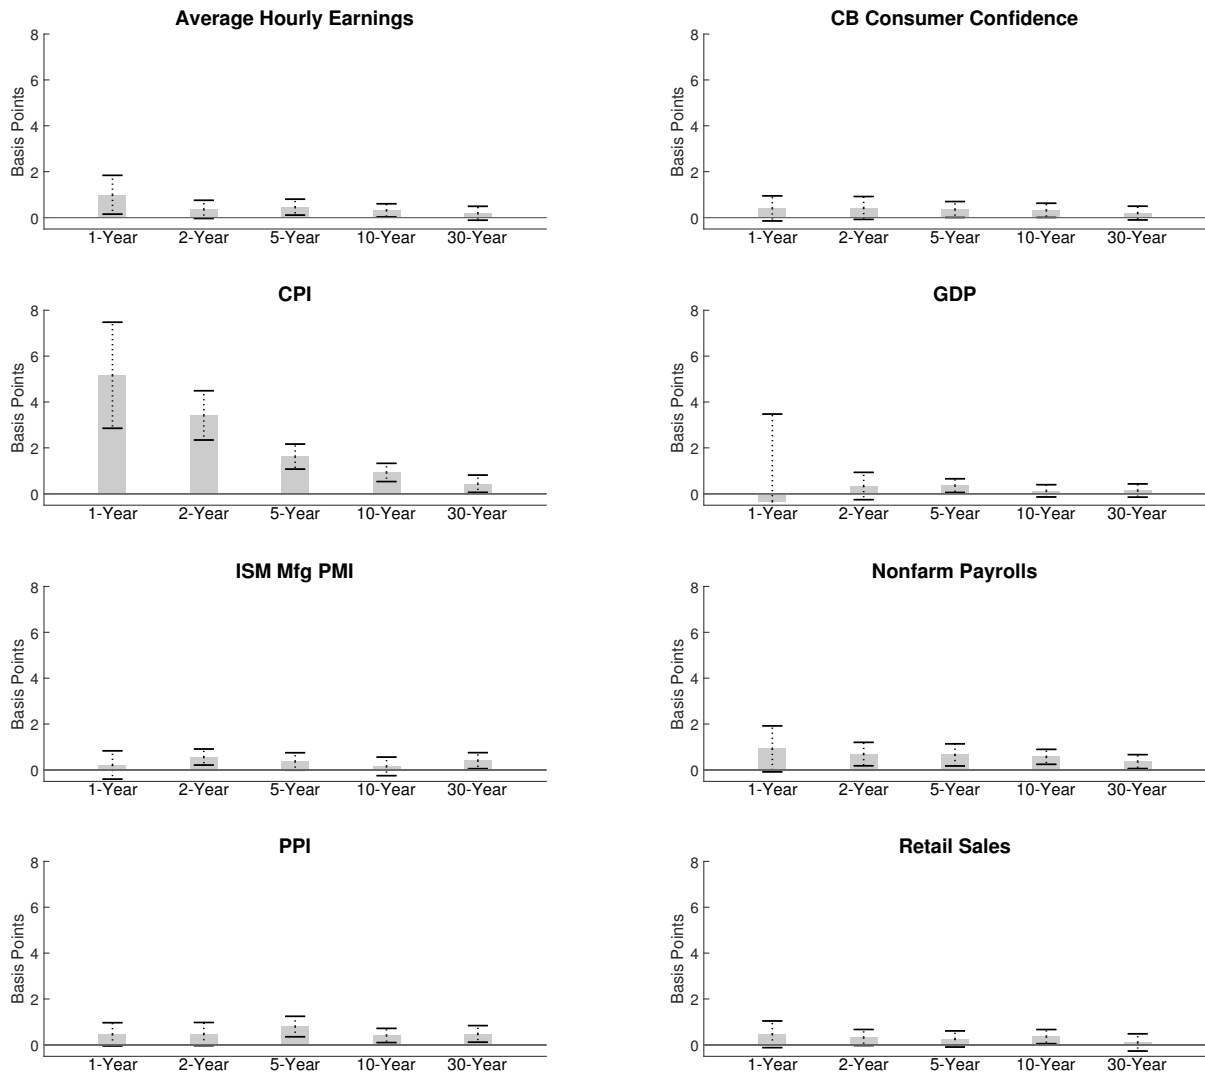 Average Hourly Earnings
Basis Points
8
6
4
2
0
1-Year 2-Year 5-Year 10-Year 30-Year
CB Consumer Confidence
Basis Points
8
6
4
2
0
1-Year 2-Year 5-Year 10-Year 30-Year
CPI
Basis Points
8
6
4
2
0
1-Year 2-Year 5-Year 10-Year 30-Year
GDP
Basis Points
8
6
4
2
0
1-Year 2-Year 5-Year 10-Year 30-Year
ISM Mfg PMI
Basis Points
8
6
4
2
0
1-Year 2-Year 5-Year 10-Year 30-Year
Nonfarm Payrolls
Basis Points
8
6
4
2
0
1-Year 2-Year 5-Year 10-Year 30-Year
PPI
Basis Points
8
6
4
2
0
1-Year 2-Year 5-Year 10-Year 30-Year
Retail Sales
Basis Points
8
6
4
2
0
1-Year 2-Year 5-Year 10-Year 30-Year